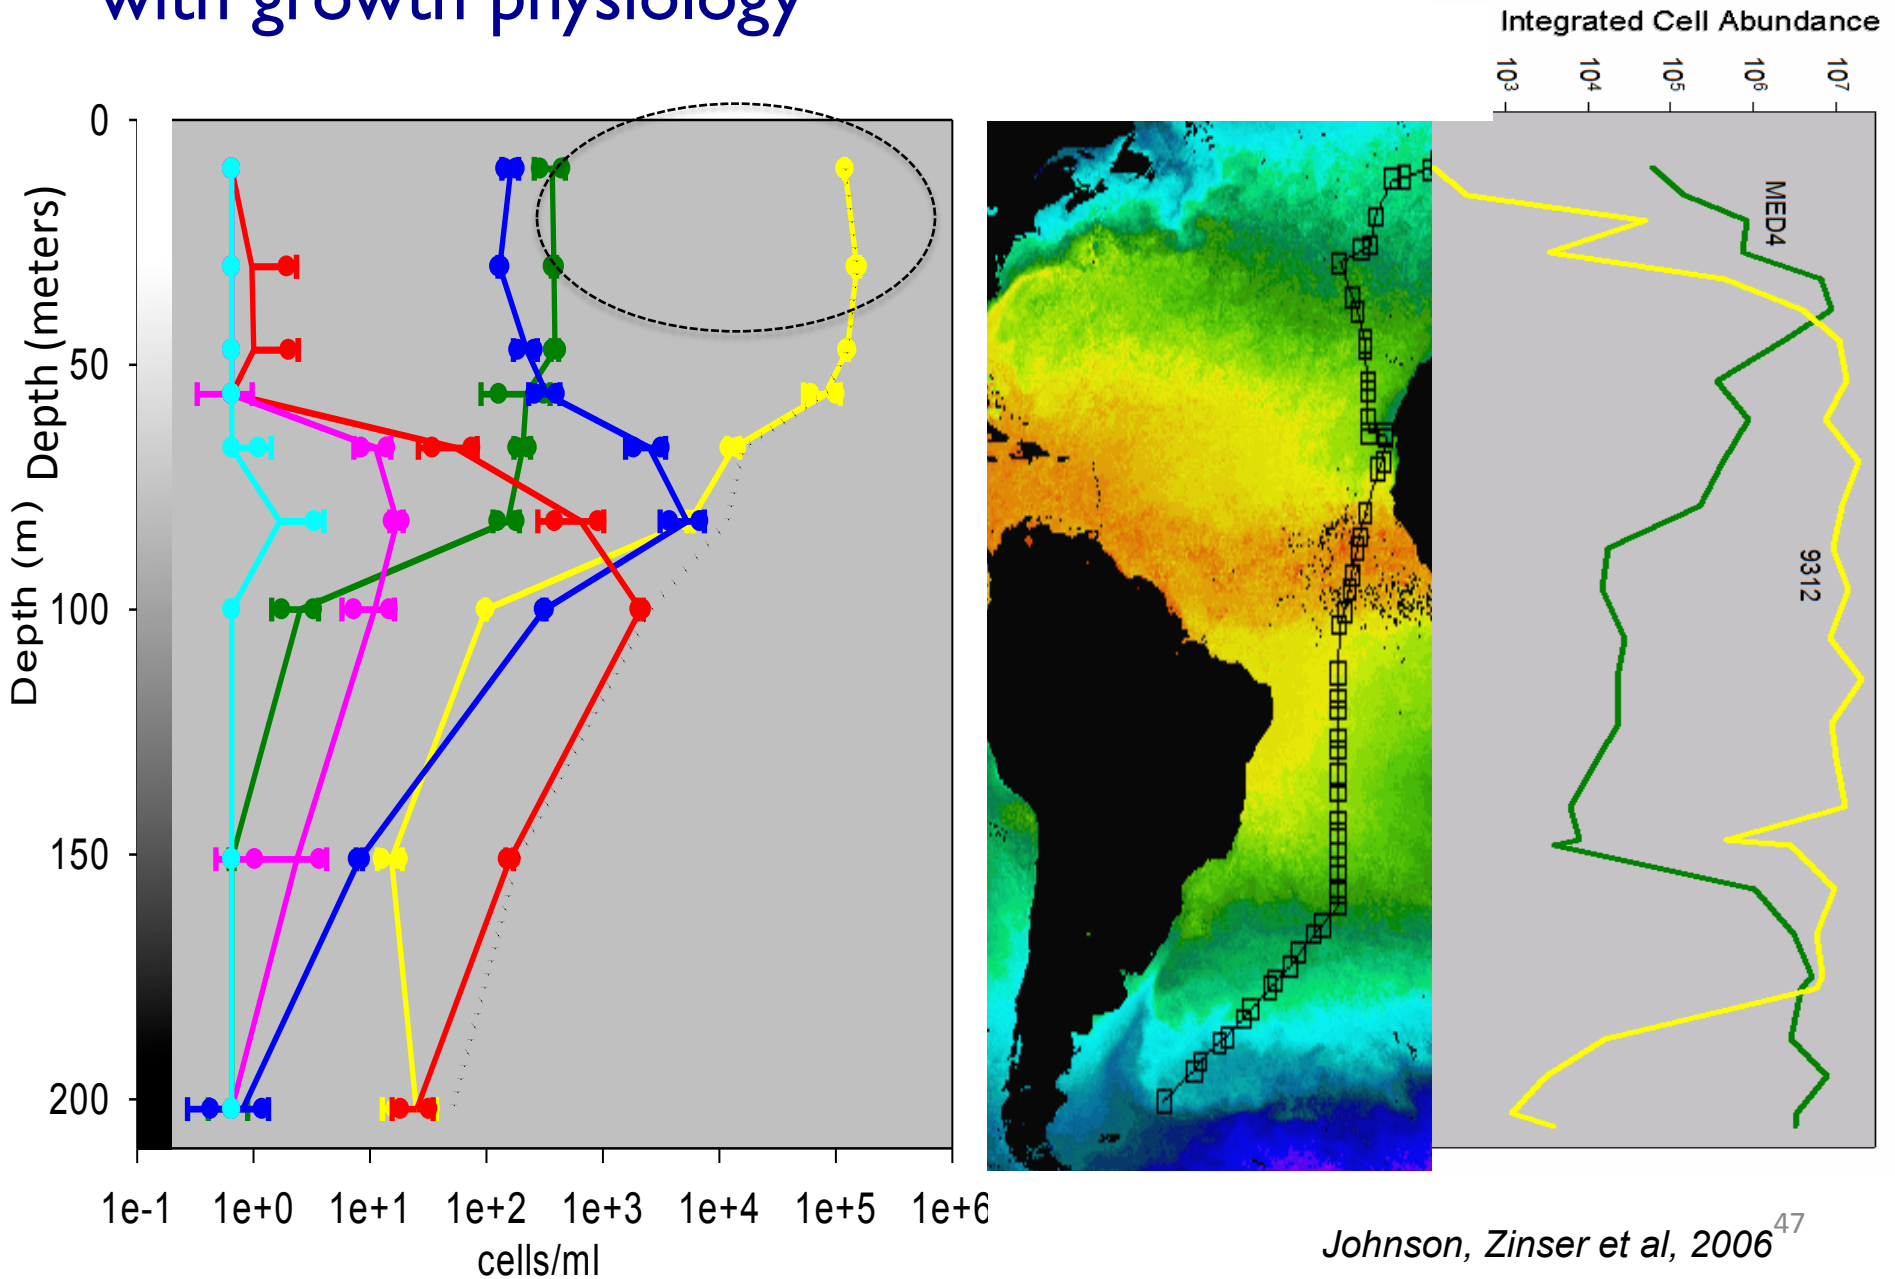 with growth physiology
Integrated Cell Abundance
10³
10⁴
10⁵
10⁶
10⁷
0
50
100
150
200
Depth (meters)
Depth (m)
MED4
9312
1e-1 1e+0 1e+1 1e+2 1e+3 1e+4 1e+5 1e+6
cells/ml
Johnson, Zinser et al, 2006
47